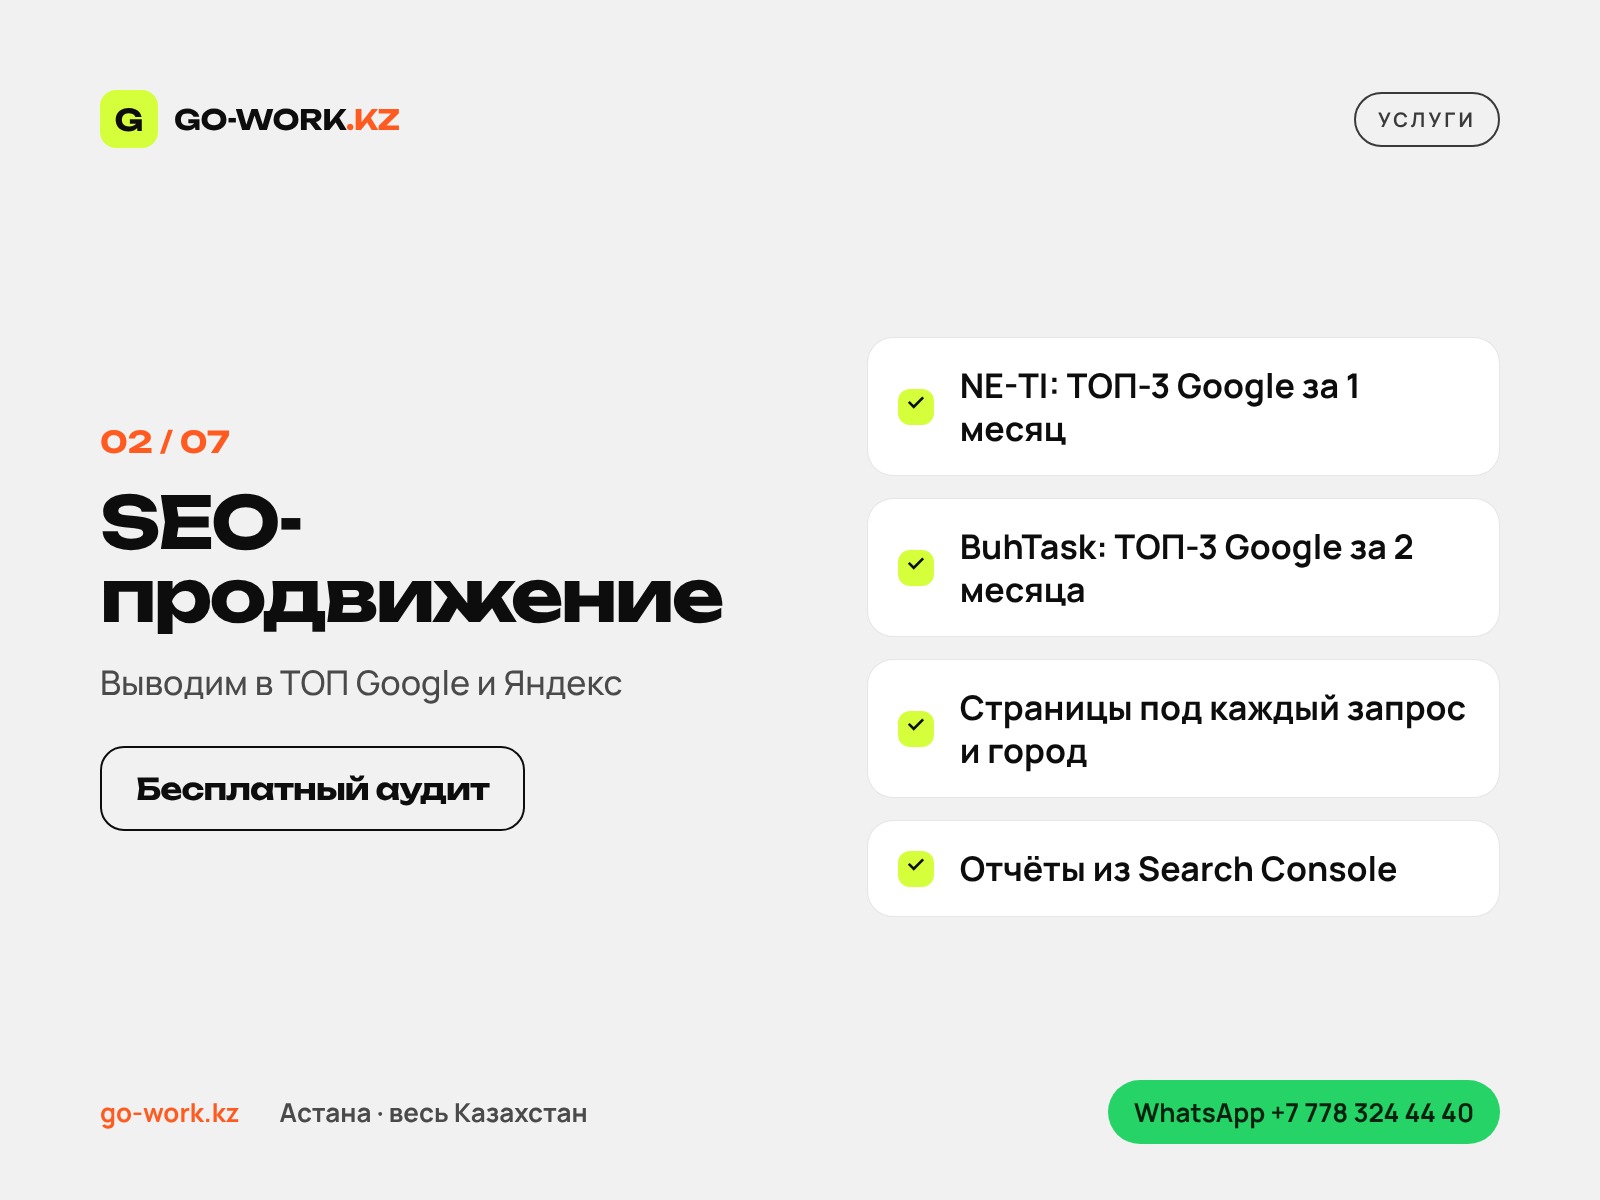 G GO-WORK.KZ
УСЛУГИ
02 / 07
SEO-
продвижение
Выводим в ТОП Google и Яндекс
Бесплатный аудит
NE-TI: ТОП-3 Google за 1
месяц
BuhTask: ТОП-3 Google за 2
месяца
Страницы под каждый запрос
и город
Отчёты из Search Console
go-work.kz Астана · весь Казахстан
WhatsApp +7 778 324 44 40